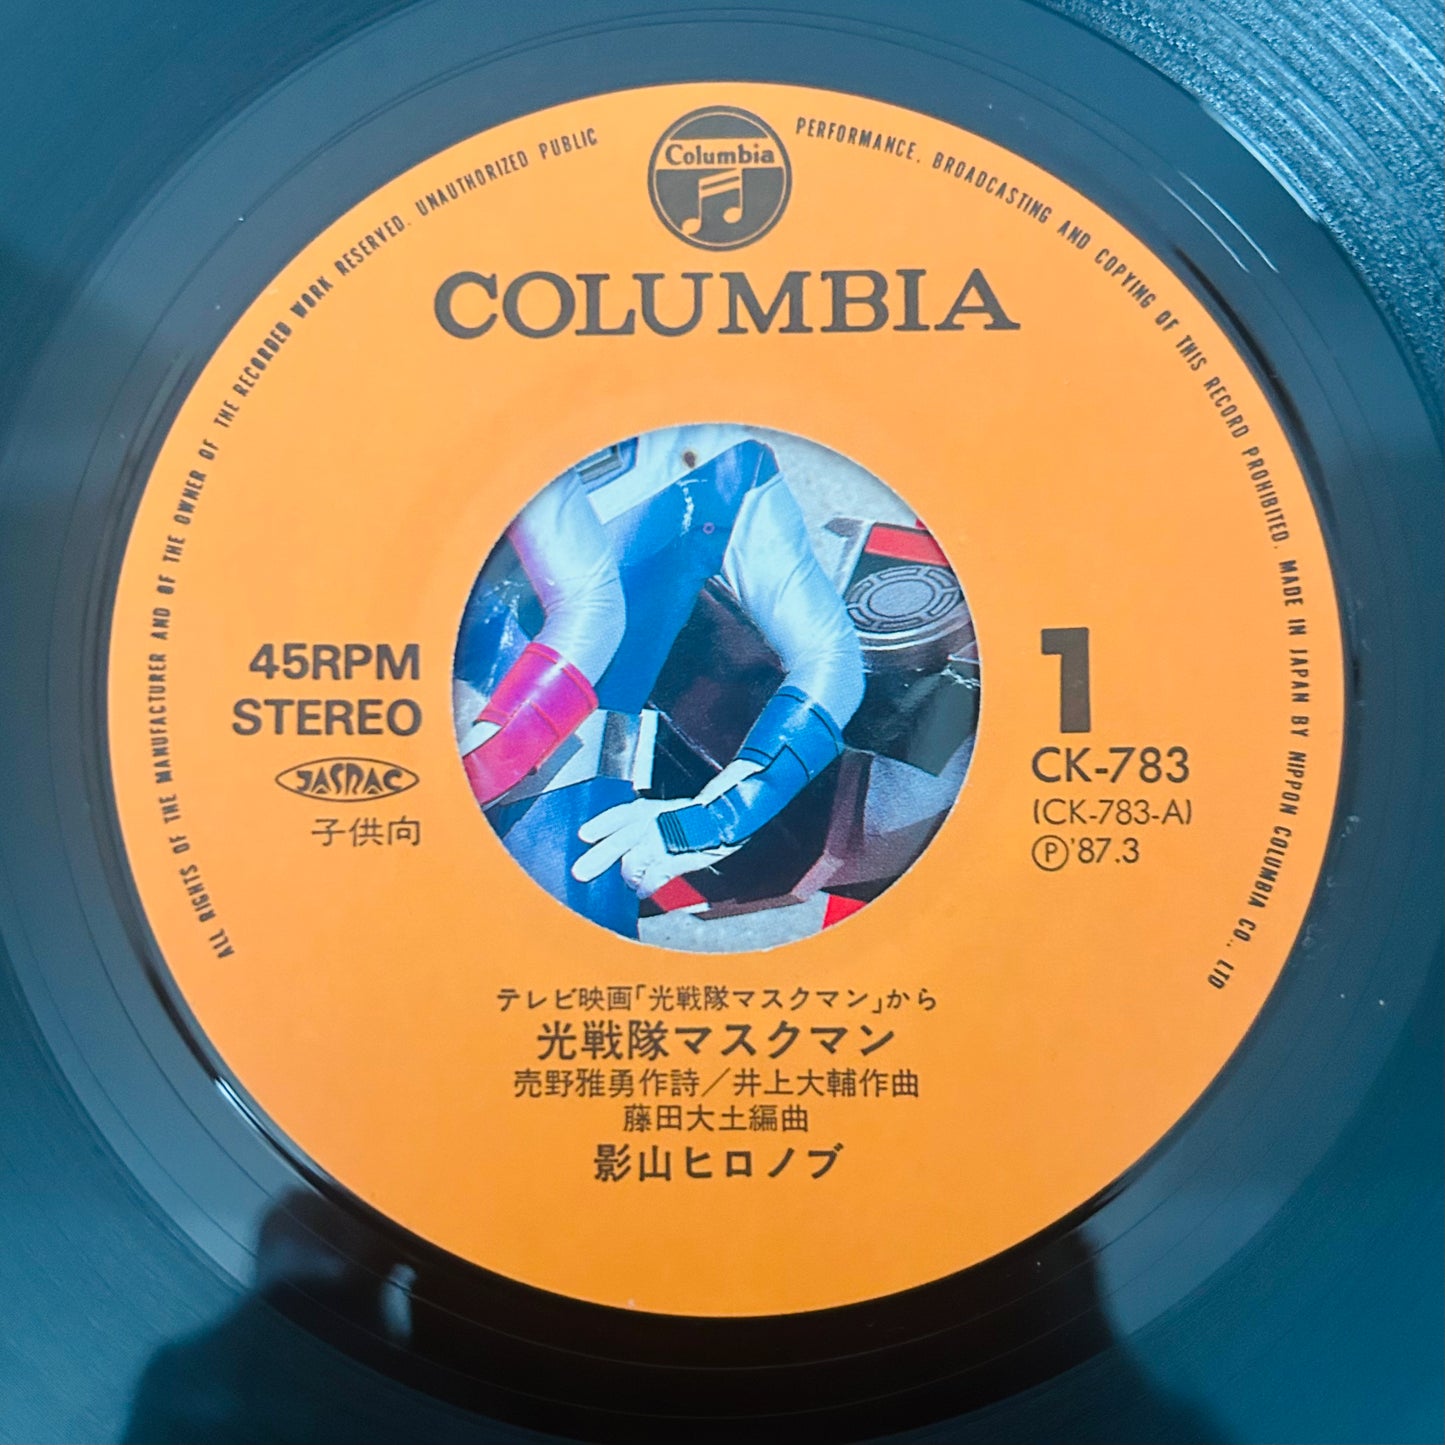 ALL RIGHTS OF THE MANUFACTURER AND OF THE OWNER OF THE RECORDED WORK RESERVED. UNAUTHORIZED PUBLIC PERFORMANCE, BROADCASTING AND COPYING OF THIS RECORD PROHIBITED. MADE IN JAPAN BY NIPPON COLUMBIA CO., LTD
Columbia
COLUMBIA
45RPM
STEREO
JASRAC
子供向
1
CK-783
(CK-783-A)
Ⓟ'87.3
テレビ映画「光戦隊マスクマン」から
光戦隊マスクマン
売野雅勇作詩／井上大輔作曲
藤田大土編曲
影山ヒロノブ